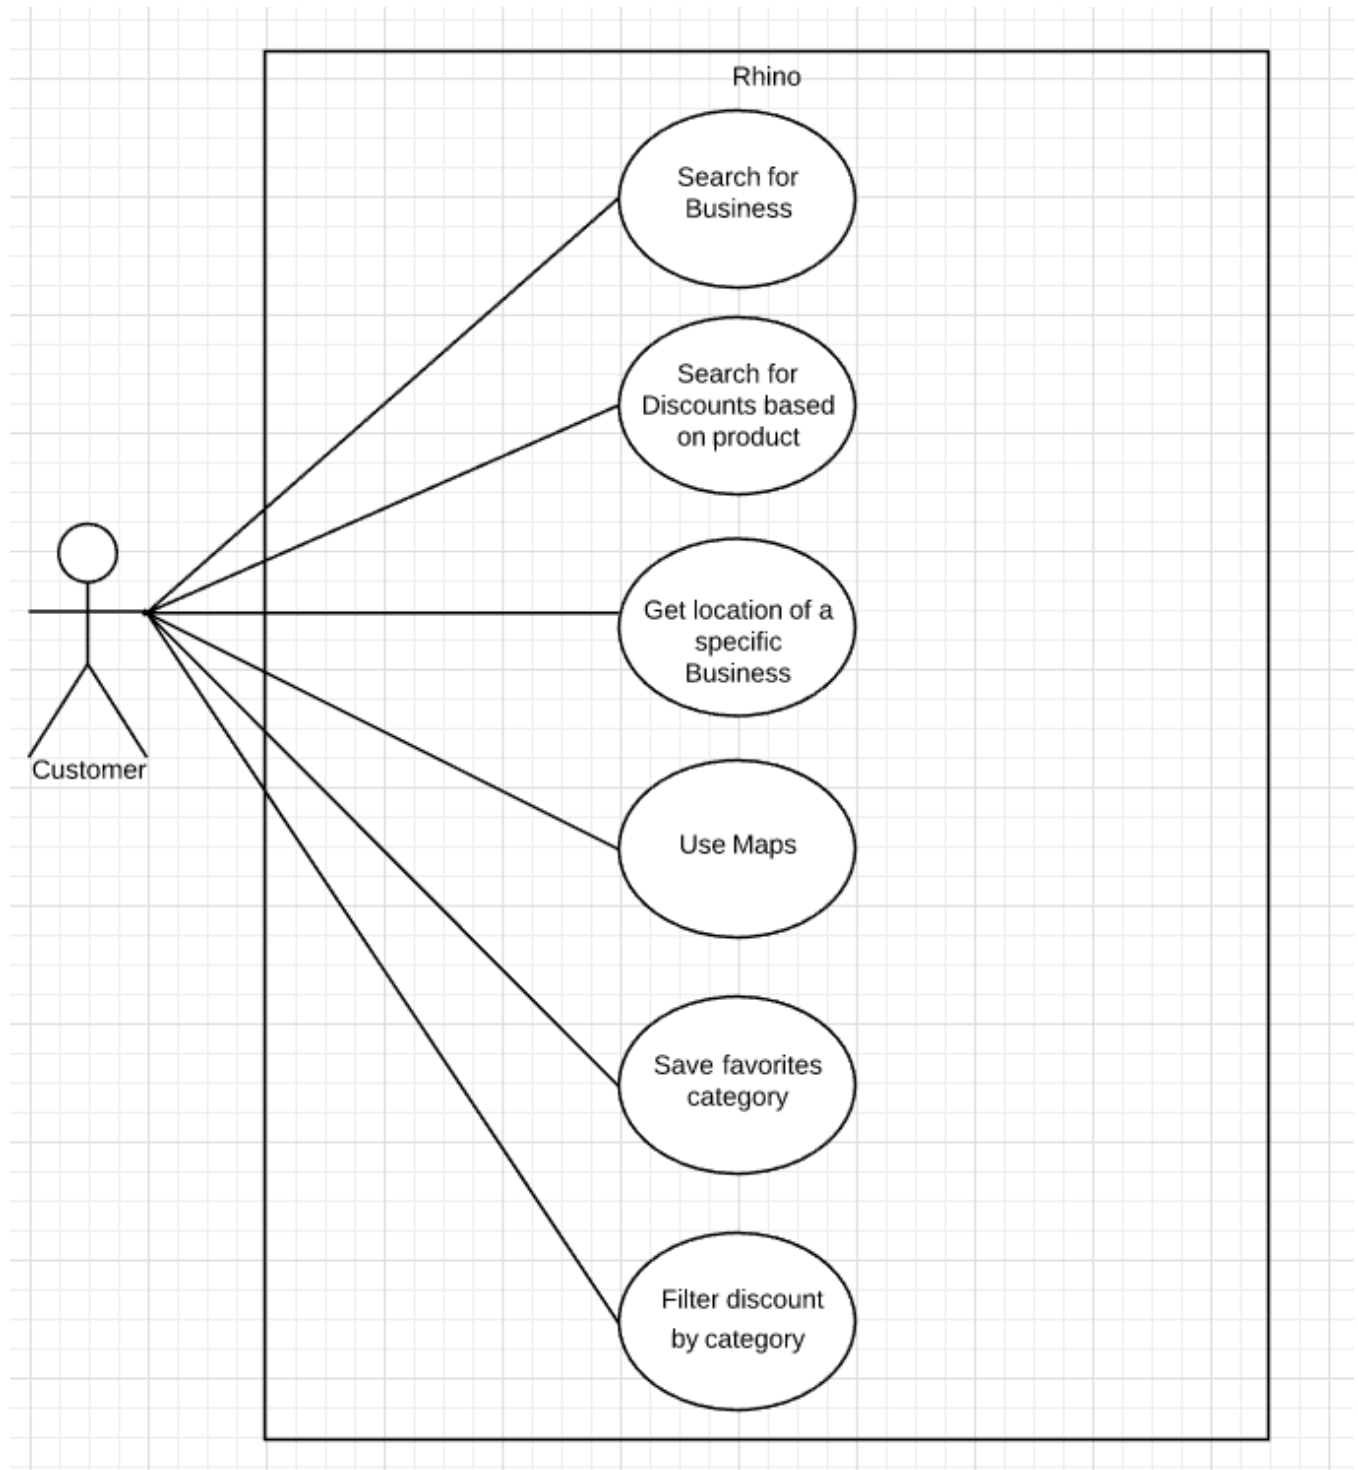 Rhino
Search for
Business
Search for
Discounts based
on product
Get location of a
specific
Business
Customer
Use Maps
Save favorites
category
Filter discount
by category